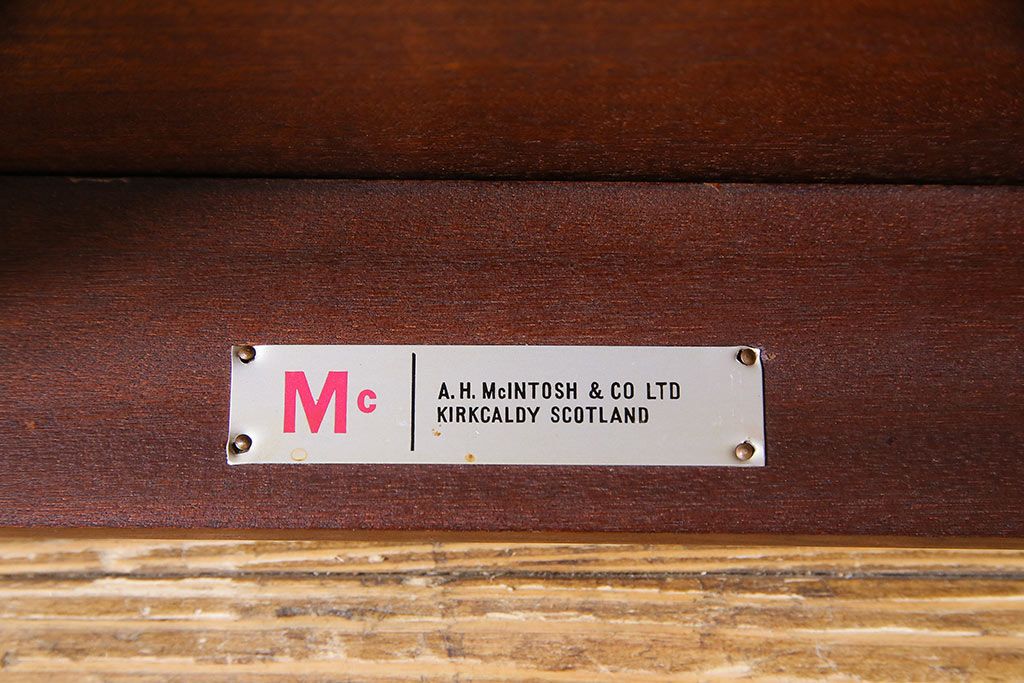 Mc
A. H. McINTOSH & CO LTD
KIRKCALDY SCOTLAND